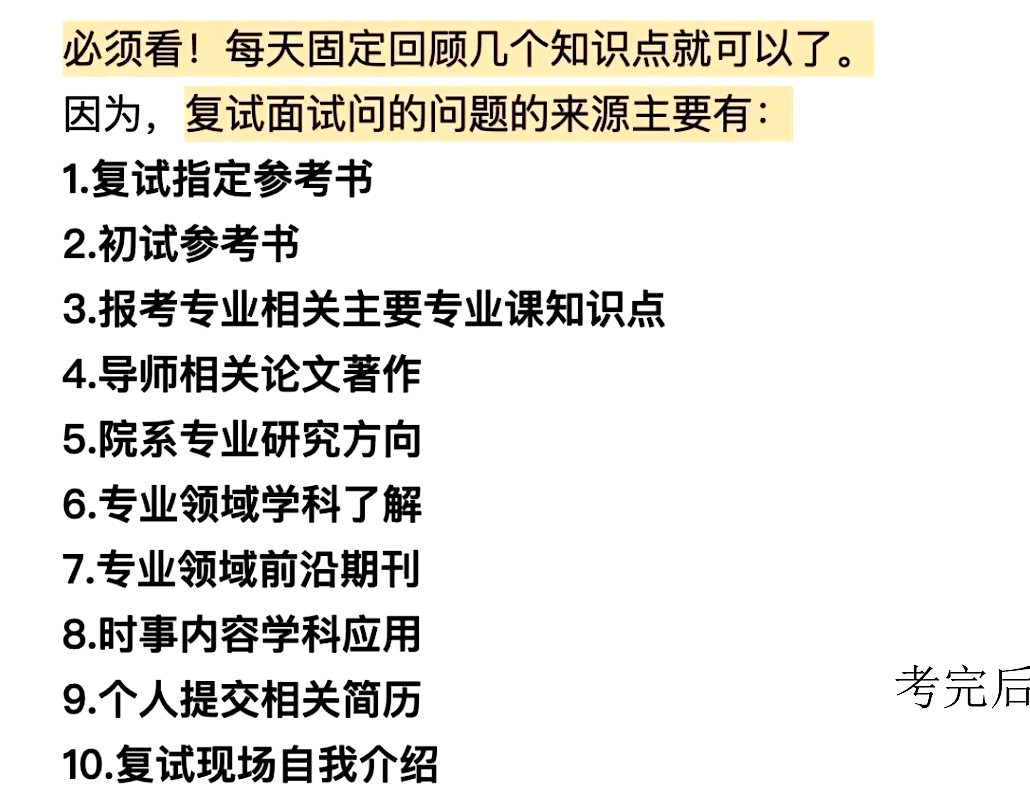 必须看！每天固定回顾几个知识点就可以了。
因为，复试面试问的问题的来源主要有：
1.复试指定参考书
2.初试参考书
3.报考专业相关主要专业课知识点
4.导师相关论文著作
5.院系专业研究方向
6.专业领域学科了解
7.专业领域前沿期刊
8.时事内容学科应用
9.个人提交相关简历
10.复试现场自我介绍
考完后